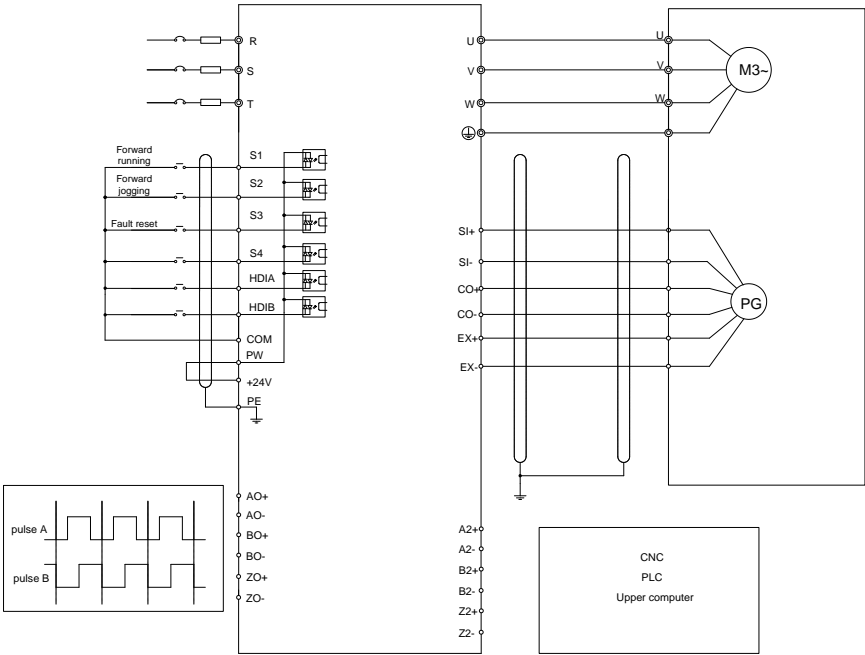 R
S
T
U
V
W
U
V
W
M3~
Forward
running
Forward
jogging
Fault reset
S1
S2
S3
S4
HDIA
HDIB
COM
PW
+24V
PE
SI+
SI-
CO+
CO-
EX+
EX-
PG
pulse A
pulse B
AO+
AO-
BO+
BO-
ZO+
ZO-
A2+
A2-
B2+
B2-
Z2+
Z2-
CNC
PLC
Upper computer